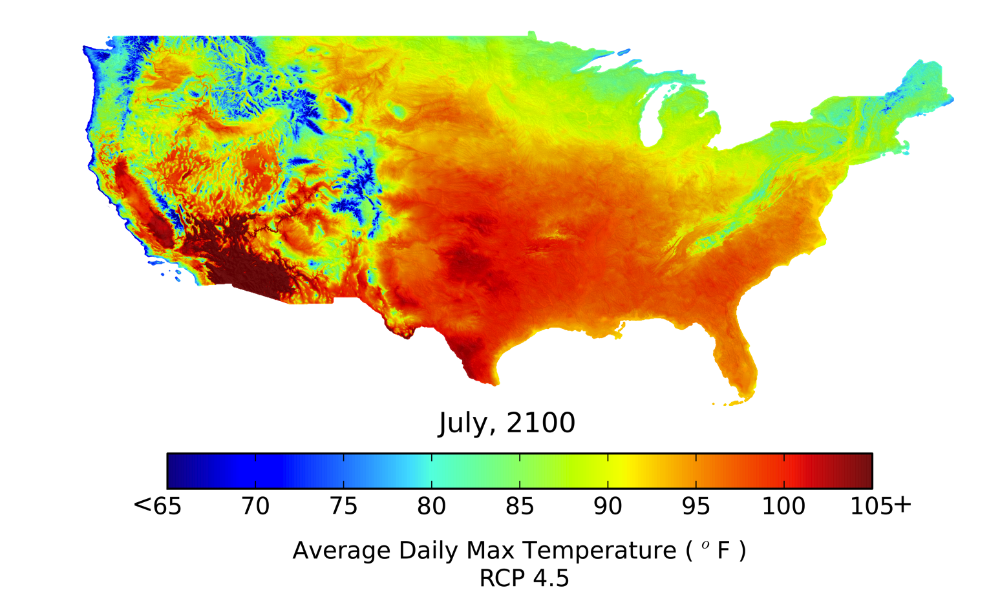 July, 2100
<65 70 75 80 85 90 95 100 105+
Average Daily Max Temperature ( ° F )
RCP 4.5